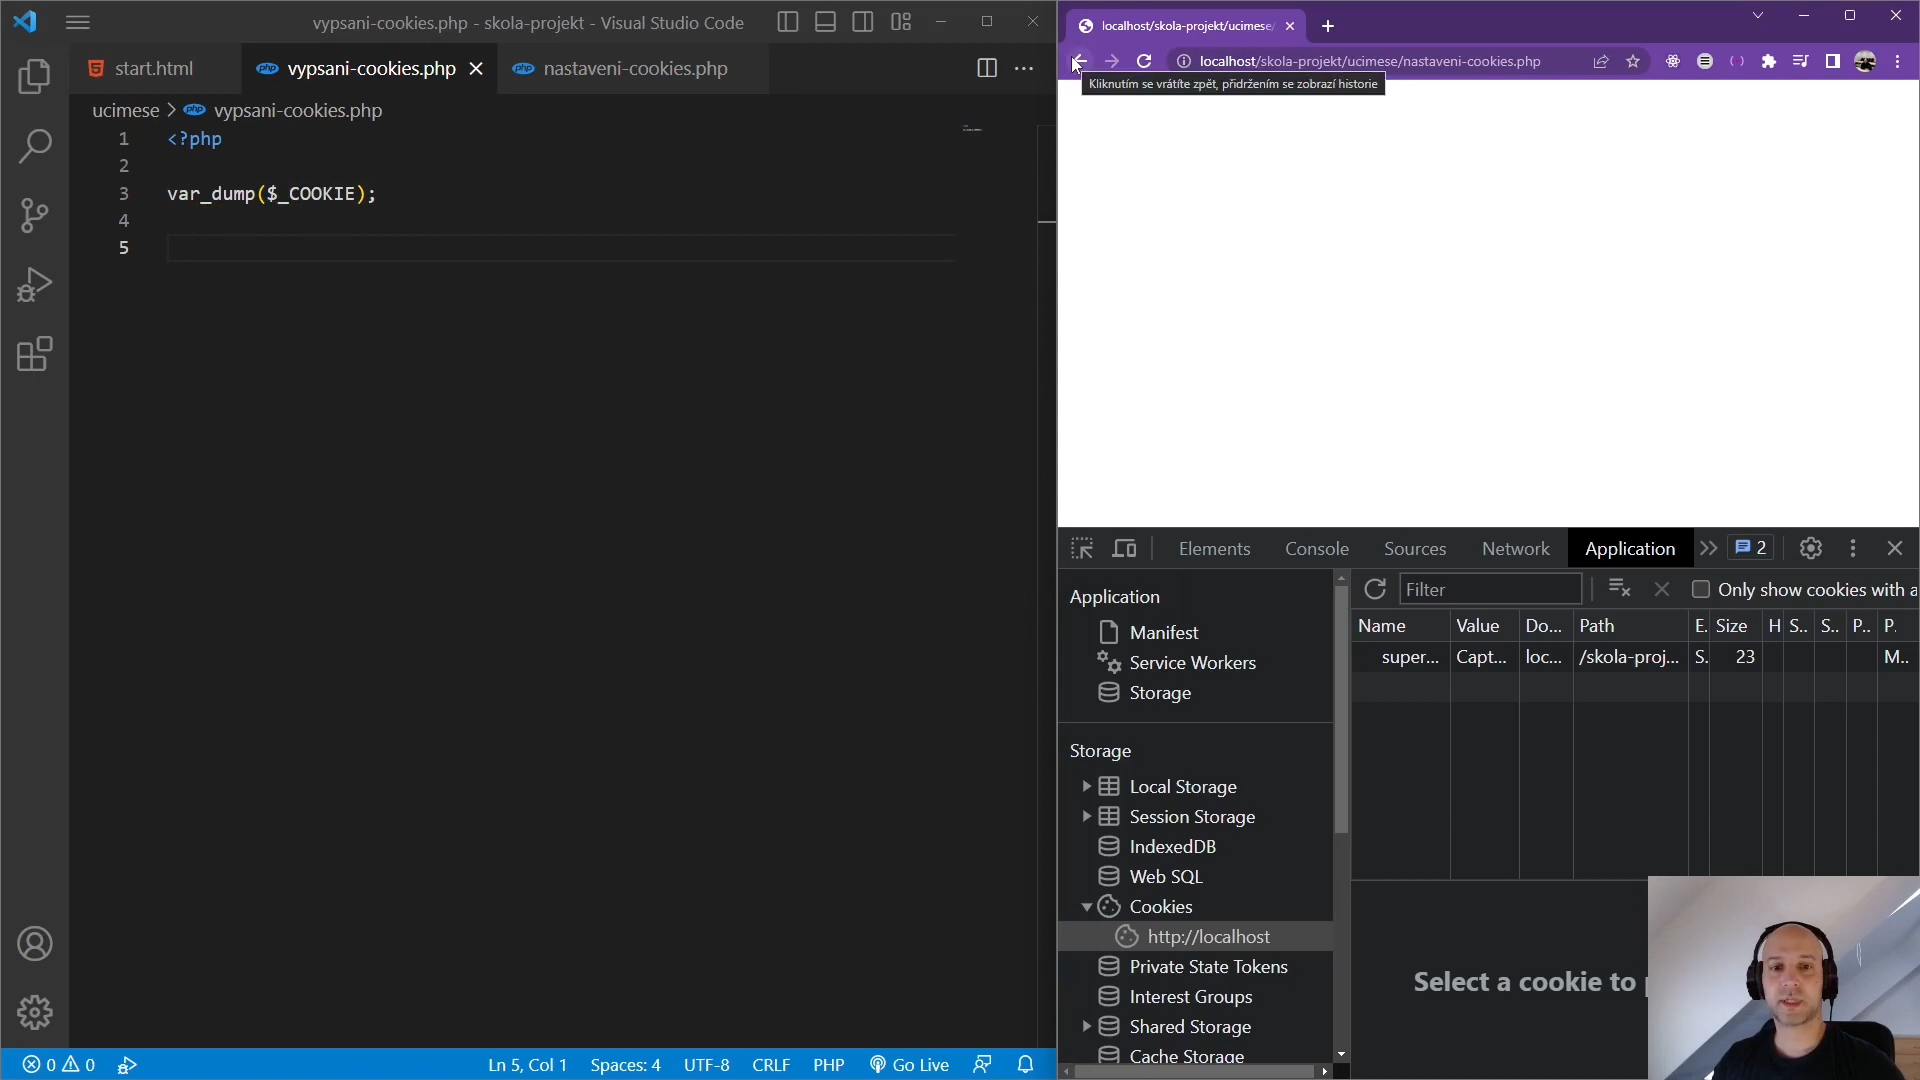 vypsani-cookies.php - skola-projekt - Visual Studio Code
start.html
vypsani-cookies.php
nastaveni-cookies.php
ucimese > vypsani-cookies.php
1 <?php
2
3 var_dump($_COOKIE);
4
5
0 0
Ln 5, Col 1
Spaces: 4
UTF-8
CRLF
PHP
Go Live
localhost/skola-projekt/ucimese/
localhost/skola-projekt/ucimese/nastaveni-cookies.php
Kliknutím se vrátíte zpět, přidržením se zobrazí historie
Elements
Console
Sources
Network
Application
2
Application
Manifest
Service Workers
Storage
Storage
Local Storage
Session Storage
IndexedDB
Web SQL
Cookies
http://localhost
Private State Tokens
Interest Groups
Shared Storage
Cache Storage
Filter
Only show cookies with a
Name Value Do... Path E. Size H S.. S.. P.. P.
super... Capt... loc... /skola-proj... S. 23 M..
Select a cookie to